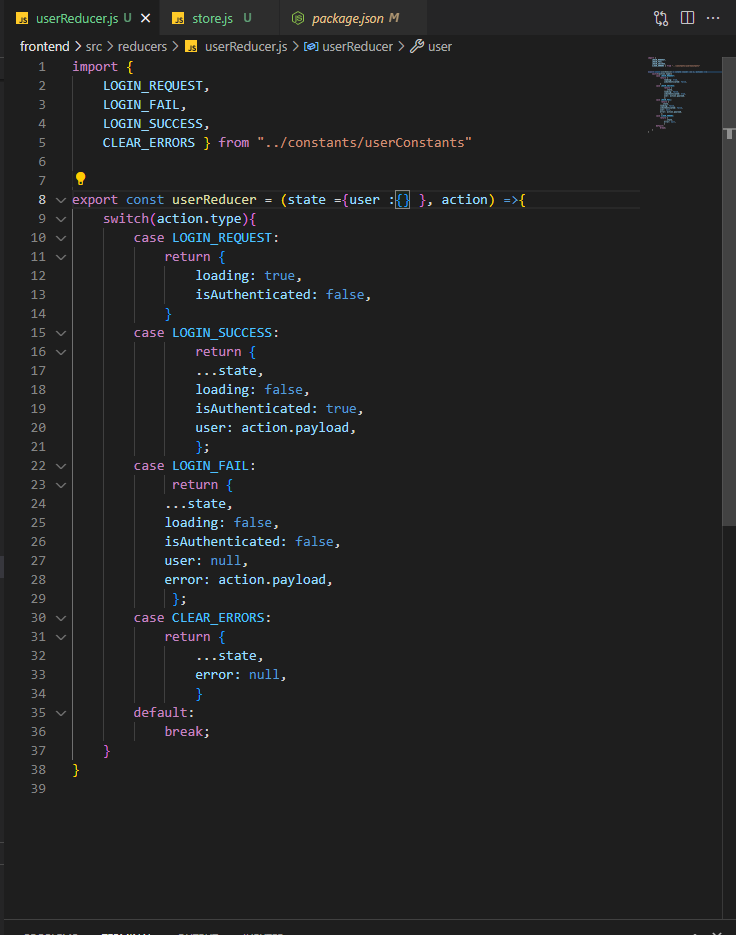 userReducer.js U
store.js U
package.json M
frontend > src > reducers > JS userReducer.js > userReducer > user
1 import {
2 LOGIN_REQUEST,
3 LOGIN_FAIL,
4 LOGIN_SUCCESS,
5 CLEAR_ERRORS } from "../constants/userConstants"
6
7
8 export const userReducer = (state ={user :{} }, action) =>{
9 switch(action.type){
10 case LOGIN_REQUEST:
11 return {
12 loading: true,
13 isAuthenticated: false,
14 }
15 case LOGIN_SUCCESS:
16 return {
17 ...state,
18 loading: false,
19 isAuthenticated: true,
20 user: action.payload,
21 };
22 case LOGIN_FAIL:
23 return {
24 ...state,
25 loading: false,
26 isAuthenticated: false,
27 user: null,
28 error: action.payload,
29 };
30 case CLEAR_ERRORS:
31 return {
32 ...state,
33 error: null,
34 }
35 default:
36 break;
37 }
38 }
39